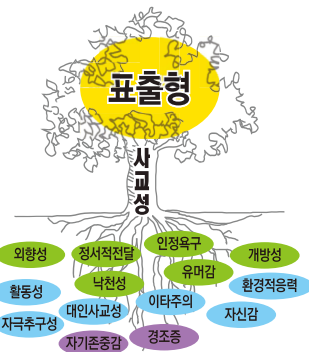 표출형
사교성
외향성
정서적전달
인정욕구
개방성
유머감
낙천성
환경적응력
활동성
이타주의
대인사교성
자신감
자극추구성
경조증
자기존중감